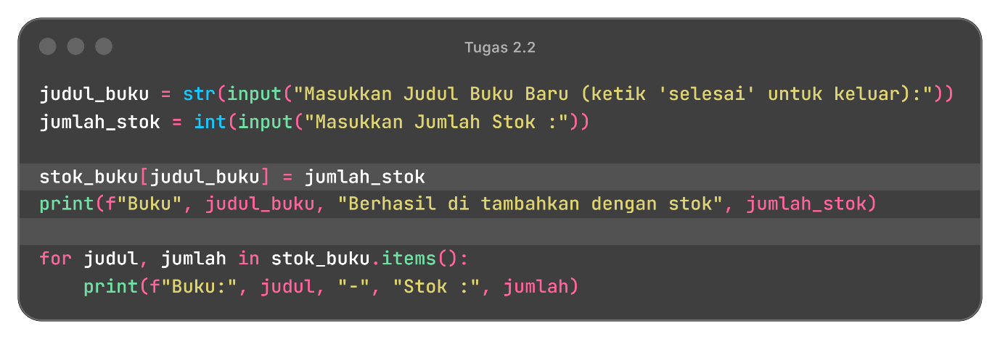 Tugas 2.2
judul_buku = str(input("Masukkan Judul Buku Baru (ketik 'selesai' untuk keluar):"))
jumlah_stok = int(input("Masukkan Jumlah Stok :"))
stok_buku[judul_buku] = jumlah_stok
print(f"Buku", judul_buku, "Berhasil di tambahkan dengan stok", jumlah_stok)
for judul, jumlah in stok_buku.items():
    print(f"Buku:", judul, "-", "Stok :", jumlah)